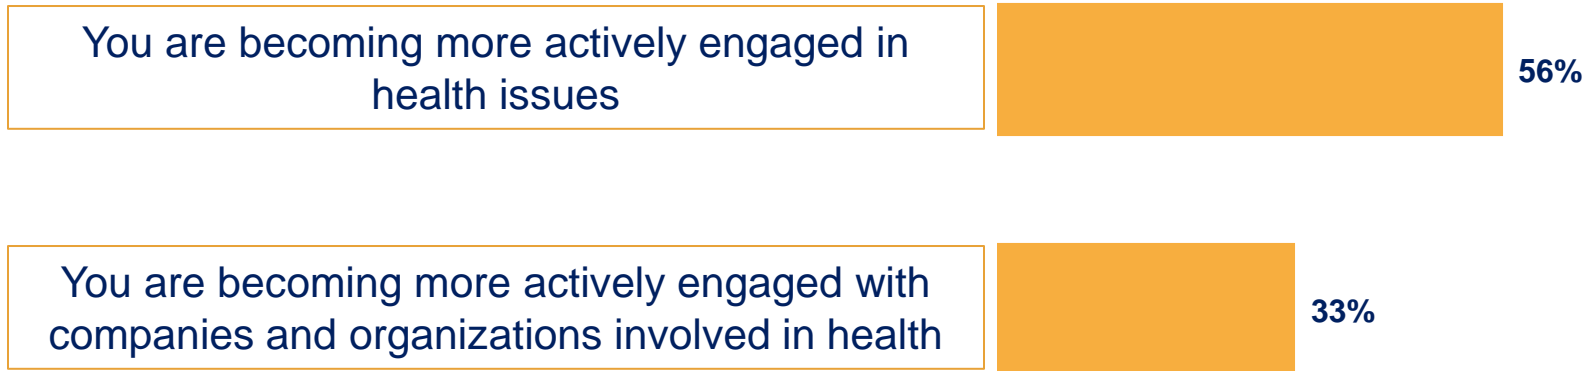 You are becoming more actively engaged in
health issues
56%
You are becoming more actively engaged with
companies and organizations involved in health
33%